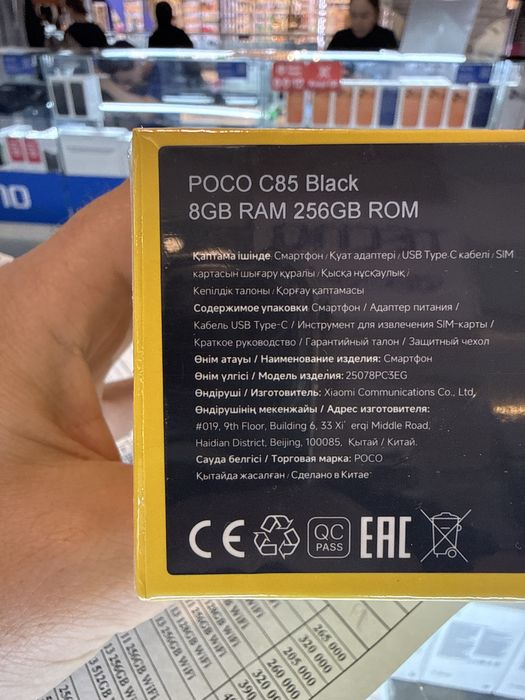 POCO C85 Black
8GB RAM 256GB ROM
Қаптама ішінде Смартфон / Қуат адаптері / USB Type C кабелі / SIM
картасын шығару құралы / Қысқа нұсқаулық /
Кепілдік талоны / Қорғау қаптамасы
Содержимое упаковки Смартфон / Адаптер питания /
Кабель USB Type-C / Инструмент для извлечения SIM-карты /
Краткое руководство / Гарантийный талон / Защитный чехол
Өнім атауы / Наименование изделия: Смартфон
Өнім үлгісі / Модель изделия: 25078PC3EG
Өндіруші / Изготовитель: Xiaomi Communications Co., Ltd,
Өндірушінің мекенжайы / Адрес изготовителя:
#019, 9th Floor, Building 6, 33 Xi' erqi Middle Road,
Haidian District, Beijing, 100085, Қытай / Китай.
Сауда белгісі / Торговая марка: POCO
Қытайда жасалған / Сделано в Китае
CE
QC
PASS
EAC
265 000
320 000
205 000
260 000
320 000